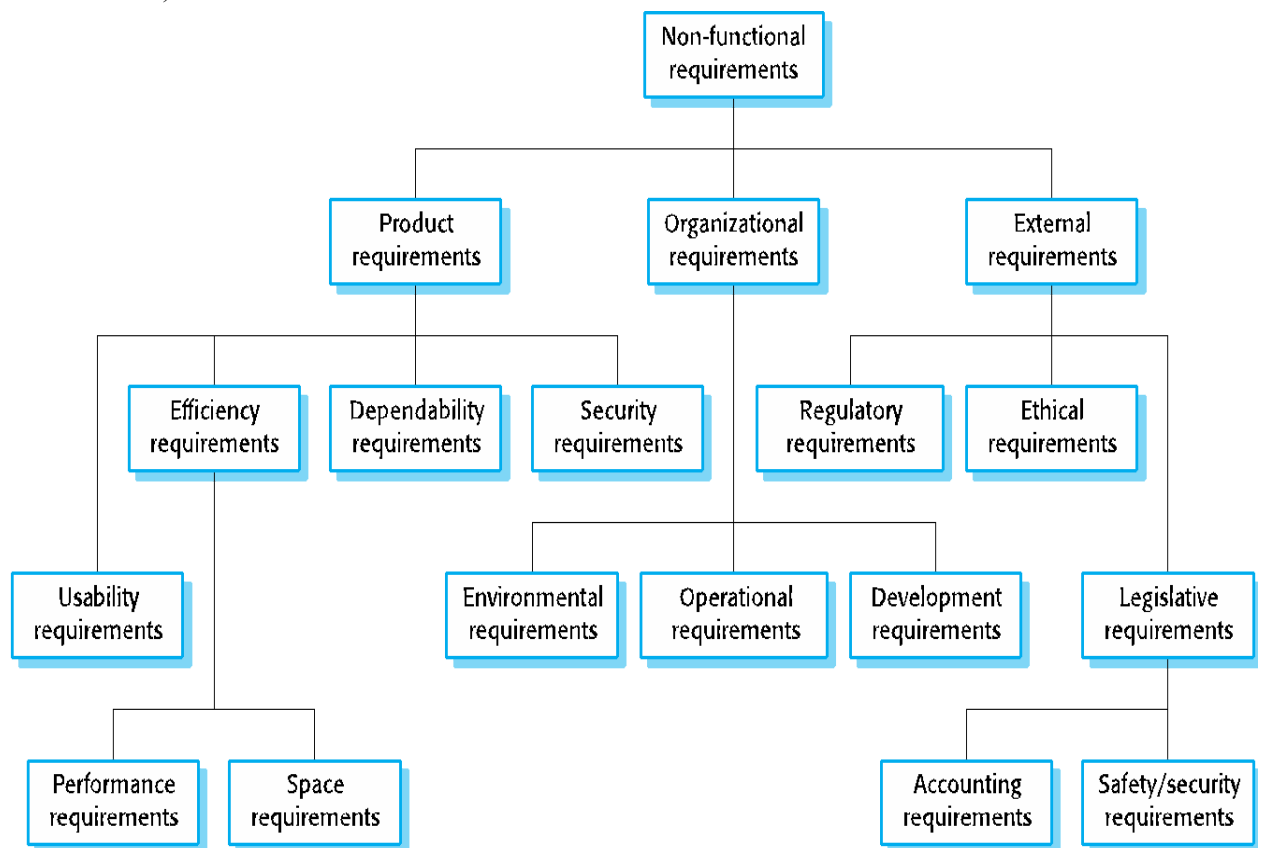 Non-functional
requirements
Product
requirements
Organizational
requirements
External
requirements
Efficiency
requirements
Dependability
requirements
Security
requirements
Regulatory
requirements
Ethical
requirements
Usability
requirements
Environmental
requirements
Operational
requirements
Development
requirements
Legislative
requirements
Performance
requirements
Space
requirements
Accounting
requirements
Safety/security
requirements